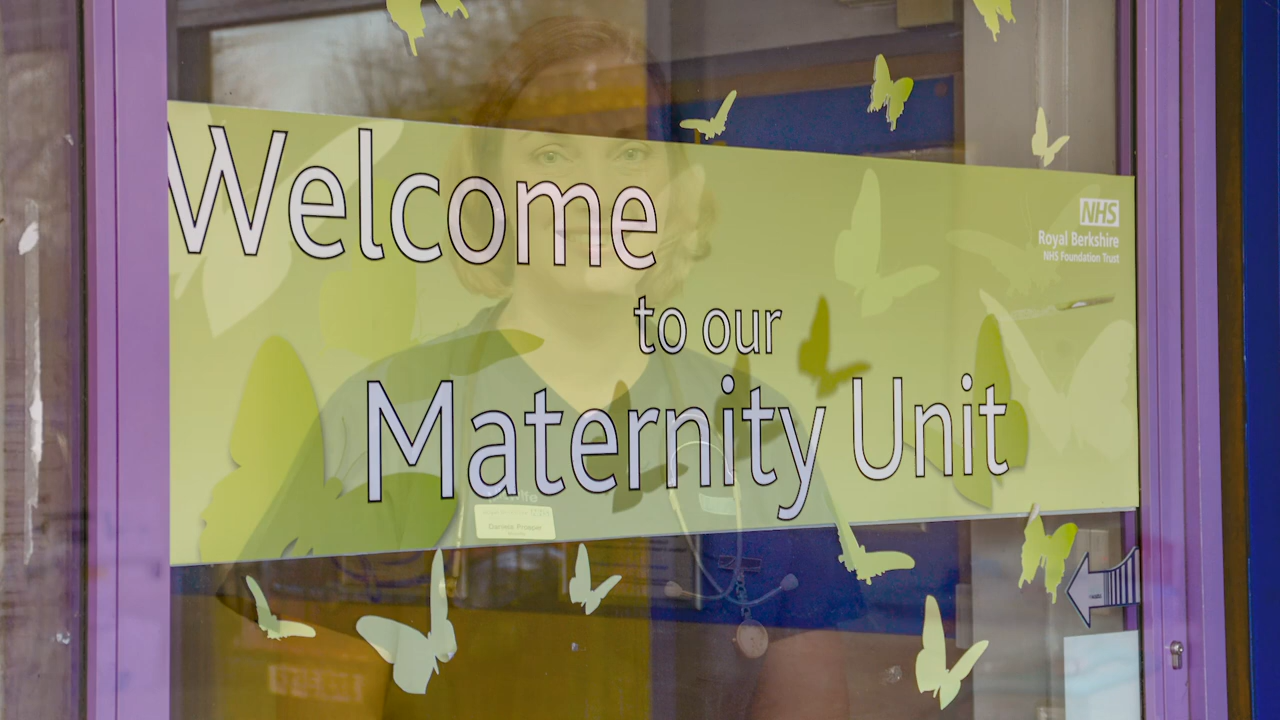 Welcome
to our
Maternity Unit
NHS
Royal Berkshire
NHS Foundation Trust